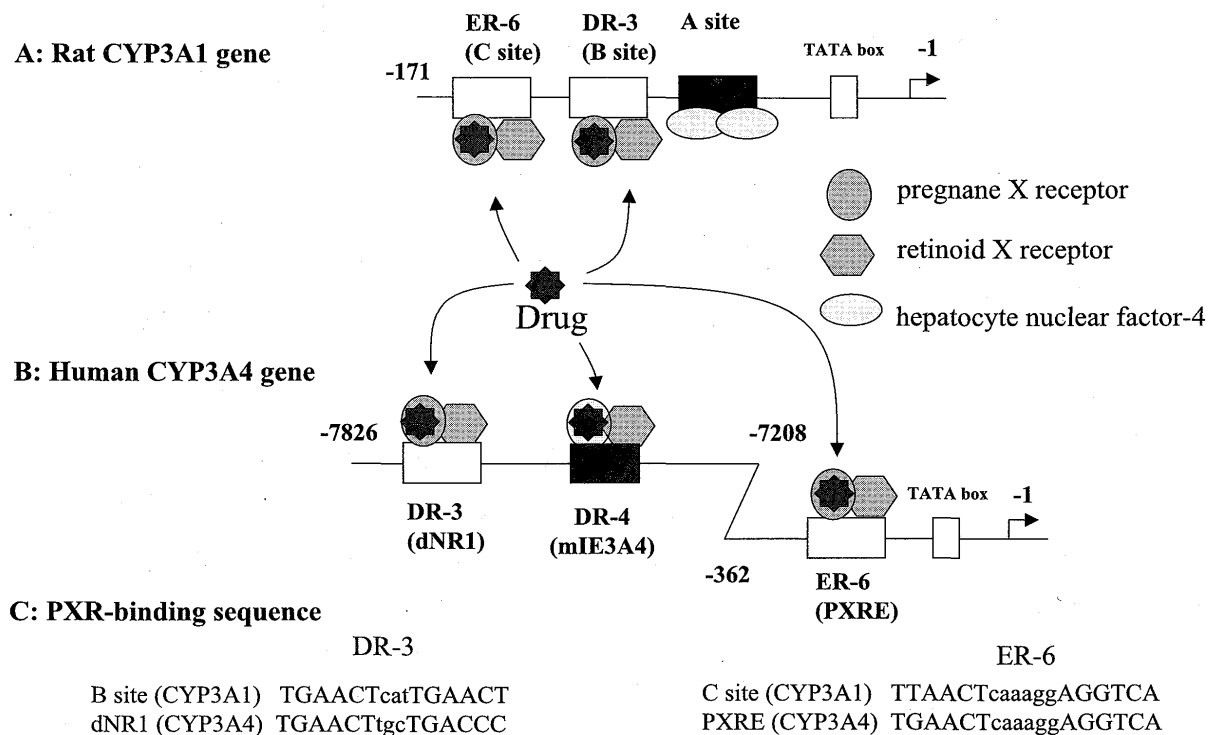 A: Rat CYP3A1 gene
ER-6
(C site)
DR-3
(B site)
A site
TATA box
-1
-171
pregnane X receptor
retinoid X receptor
hepatocyte nuclear factor-4
Drug
B: Human CYP3A4 gene
-7826
-7208
DR-3
(dNR1)
DR-4
(mIE3A4)
TATA box
-1
-362
ER-6
(PXRE)
C: PXR-binding sequence
DR-3
B site (CYP3A1) TGAACTcatTGAACT
dNR1 (CYP3A4) TGAACTtgcTGACCC
ER-6
C site (CYP3A1) TTAACTcaaaggAGGTCA
PXRE (CYP3A4) TGAACTcaaaggAGGTCA